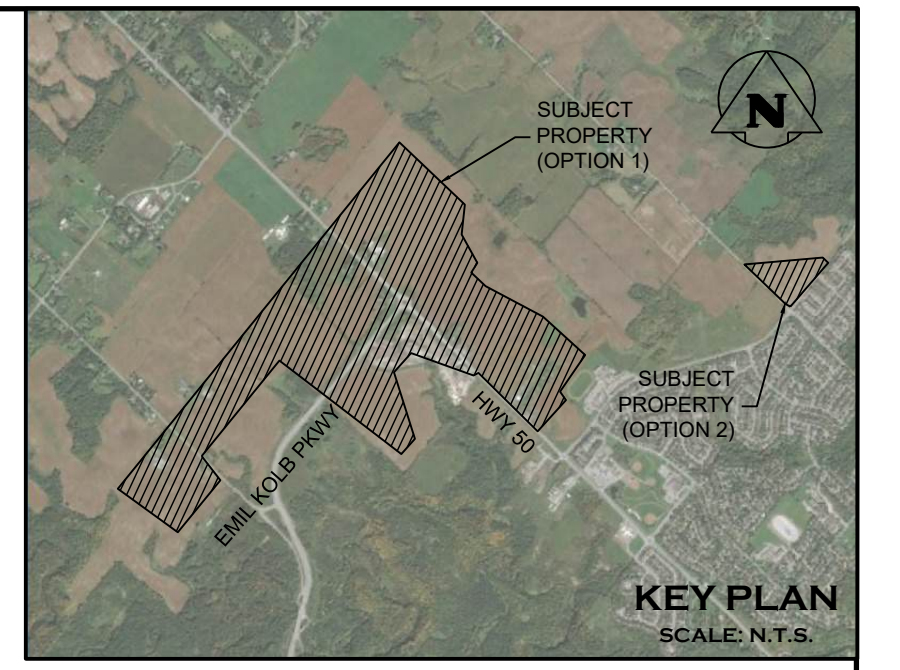 SUBJECT
PROPERTY
(OPTION 1)
N
SUBJECT
PROPERTY
(OPTION 2)
HWY 50
EMIL KOLB PKWY
KEY PLAN
SCALE: N.T.S.